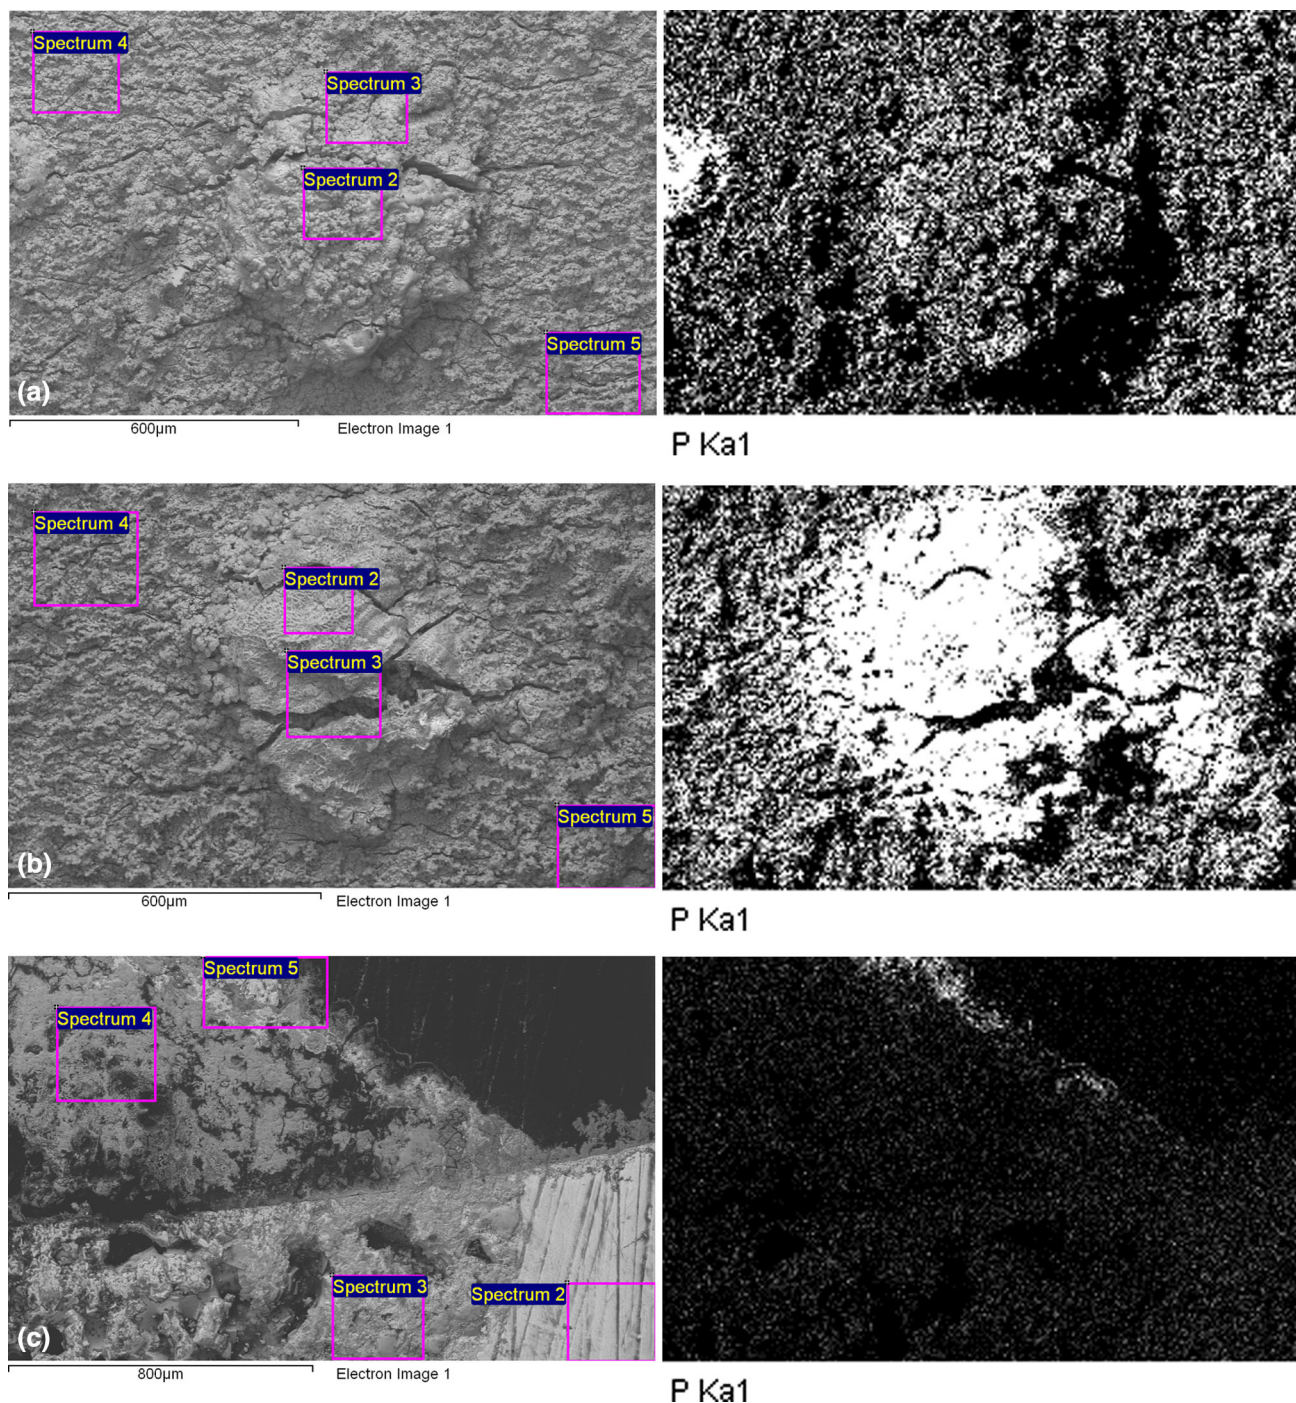 Spectrum 4
Spectrum 3
Spectrum 2
Spectrum 5
(a)
600µm
Electron Image 1
P Ka1
Spectrum 4
Spectrum 2
Spectrum 3
Spectrum 5
(b)
600µm
Electron Image 1
P Ka1
Spectrum 5
Spectrum 4
Spectrum 3
Spectrum 2
(c)
800µm
Electron Image 1
P Ka1